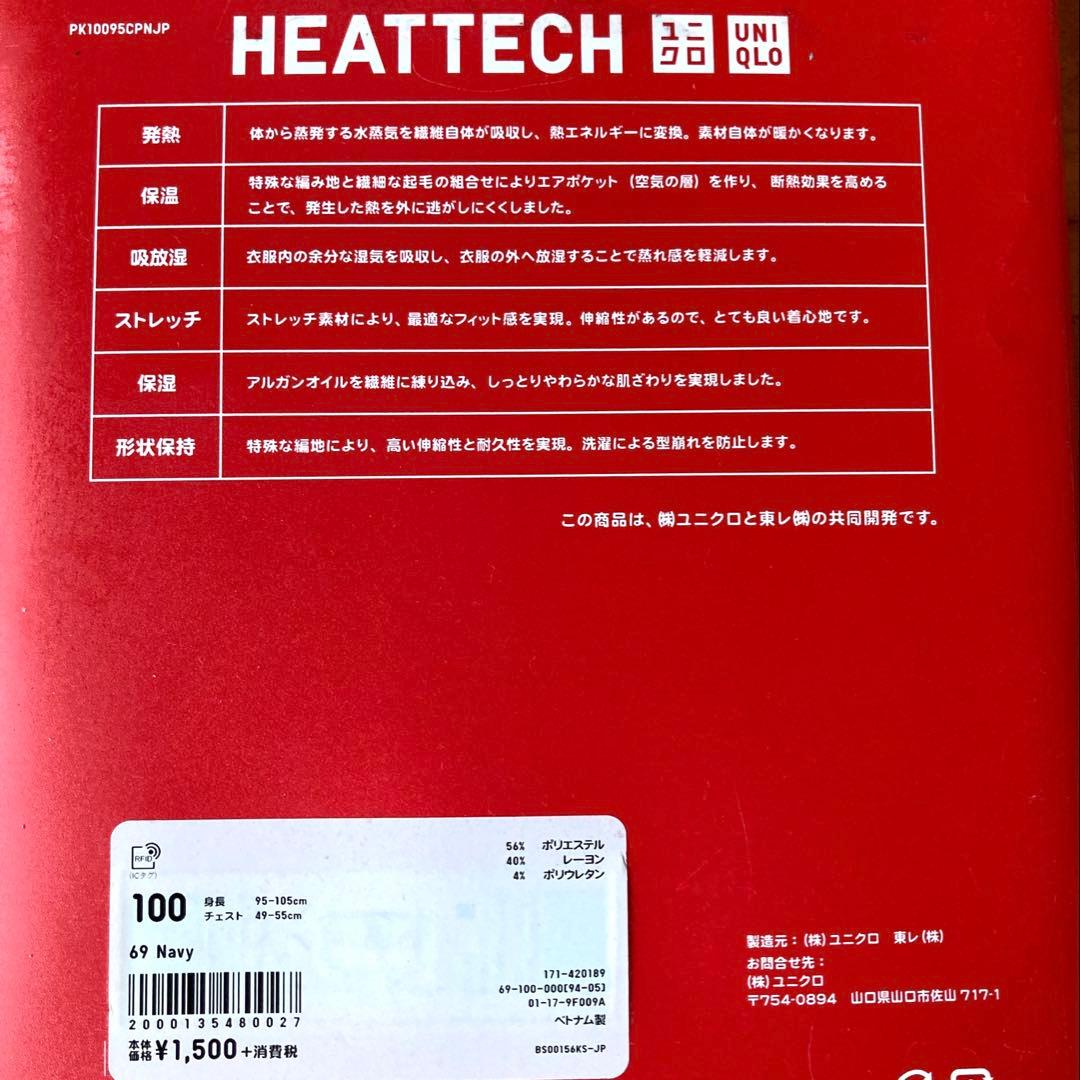 PK10095CPNJP
HEATTECH ユニクロ UNIQLO
発熱 体から蒸発する水蒸気を繊維自体が吸収し、熱エネルギーに変換。素材自体が暖かくなります。
保温 特殊な編み地と繊細な起毛の組合せによりエアポケット（空気の層）を作り、断熱効果を高める
ことで、発生した熱を外に逃がしにくくしました。
吸放湿 衣服内の余分な湿気を吸収し、衣服の外へ放湿することで蒸れ感を軽減します。
ストレッチ ストレッチ素材により、最適なフィット感を実現。伸縮性があるので、とても良い着心地です。
保湿 アルガンオイルを繊維に練り込み、しっとりやわらかな肌ざわりを実現しました。
形状保持 特殊な編地により、高い伸縮性と耐久性を実現。洗濯による型崩れを防止します。
この商品は、㈱ユニクロと東レ㈱の共同開発です。
RFID
(ICタグ)
56% ポリエステル
40% レーヨン
4% ポリウレタン
100 身長 95-105cm
チェスト 49-55cm
69 Navy
171-420189
69-100-000[94-05]
01-17-9F009A
ベトナム製
2000135480027
本体価格 ¥1,500+消費税
BS00156KS-JP
製造元：(株)ユニクロ 東レ(株)
お問合せ先：
(株)ユニクロ
〒754-0894 山口県山口市佐山717-1